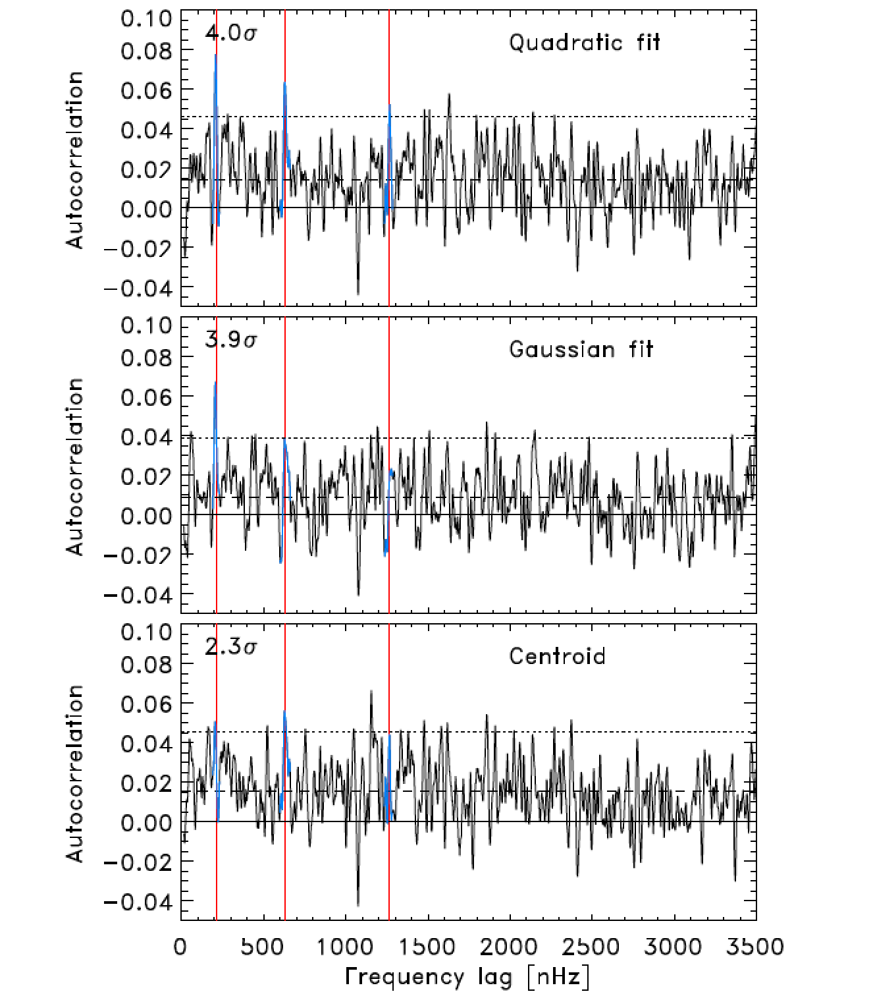 0.10
4.0σ
Quadratic fit
0.08
0.06
0.04
0.02
0.00
−0.02
−0.04
Autocorrelation
0.10
3.9σ
Gaussian fit
0.08
0.06
0.04
0.02
0.00
−0.02
−0.04
Autocorrelation
0.10
2.3σ
Centroid
0.08
0.06
0.04
0.02
0.00
−0.02
−0.04
Autocorrelation
0 500 1000 1500 2000 2500 3000 3500
Frequency lag [nHz]